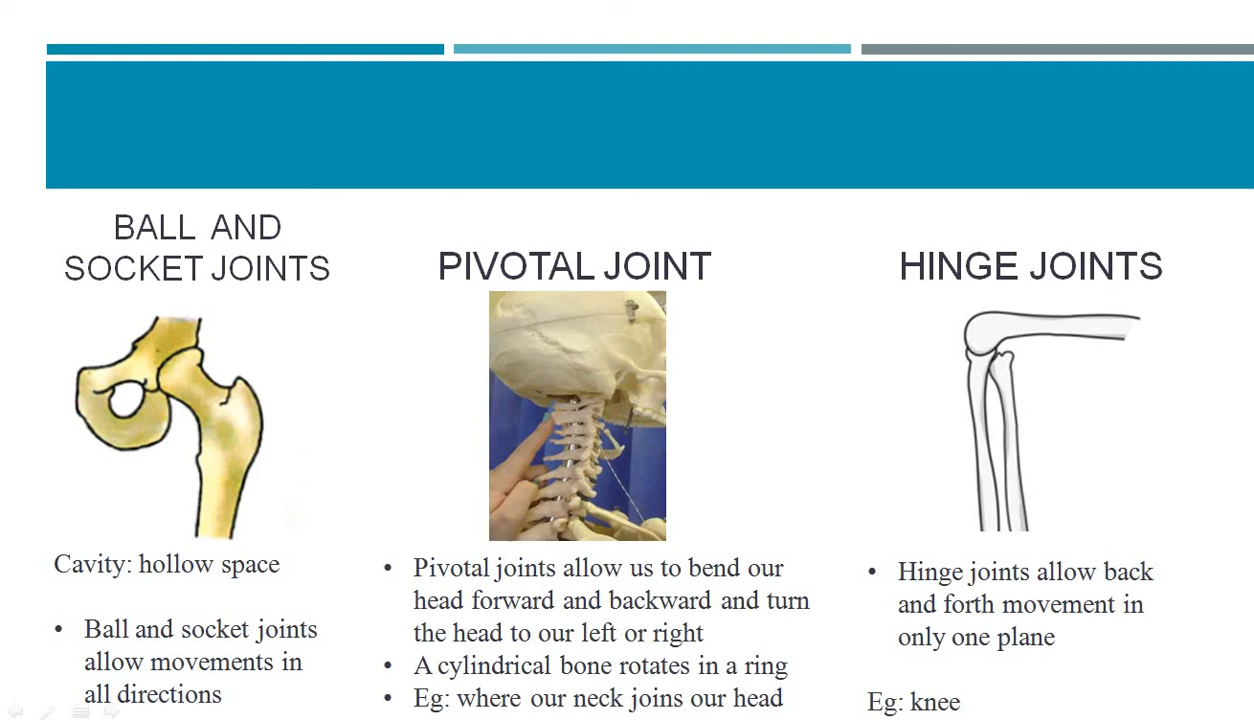 BALL AND
SOCKET JOINTS
Cavity: hollow space
• Ball and socket joints
allow movements in
all directions
PIVOTAL JOINT
• Pivotal joints allow us to bend our
head forward and backward and turn
the head to our left or right
• A cylindrical bone rotates in a ring
• Eg: where our neck joins our head
HINGE JOINTS
• Hinge joints allow back
and forth movement in
only one plane
Eg: knee